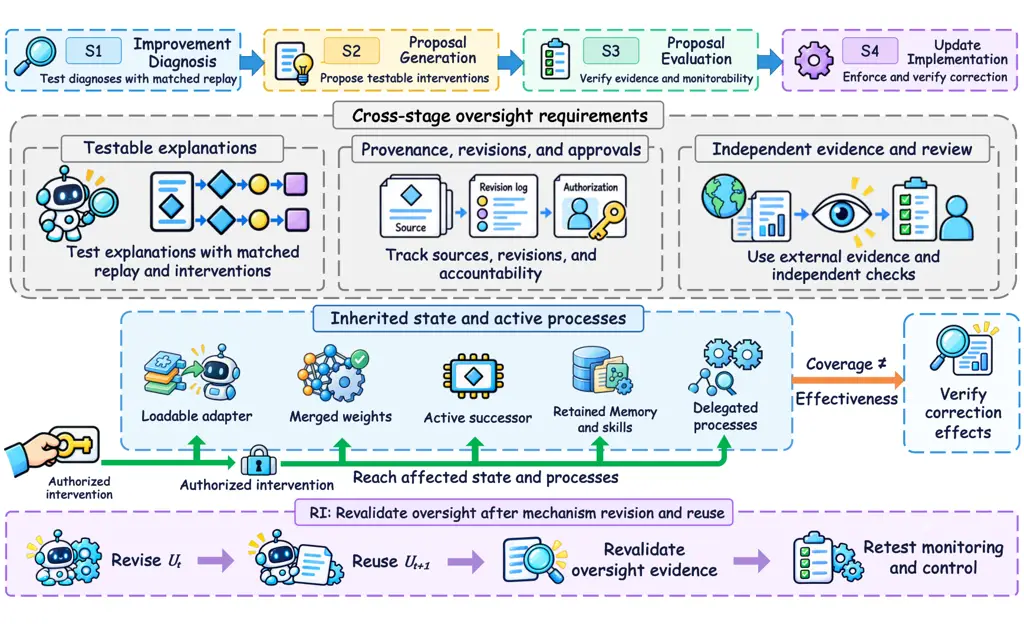 S1
Improvement
Diagnosis
Test diagnoses with matched replay
S2
Proposal
Generation
Propose testable interventions
S3
Proposal
Evaluation
Verify evidence and monitorability
S4
Update
Implementation
Enforce and verify correction
Cross-stage oversight requirements
Testable explanations
Test explanations with matched
replay and interventions
Provenance, revisions, and approvals
Source
Revision log
Authorization
Track sources, revisions, and
accountability
Independent evidence and review
Use external evidence and
independent checks
Inherited state and active processes
Loadable adapter
Merged weights
Active successor
Retained Memory
and skills
Delegated
processes
Coverage ≠
Effectiveness
Verify
correction
effects
Authorized
intervention
Authorized intervention
Reach affected state and processes
RI: Revalidate oversight after mechanism revision and reuse
Revise Uₜ
Reuse Uₜ₊₁
Revalidate
oversight evidence
Retest monitoring
and control